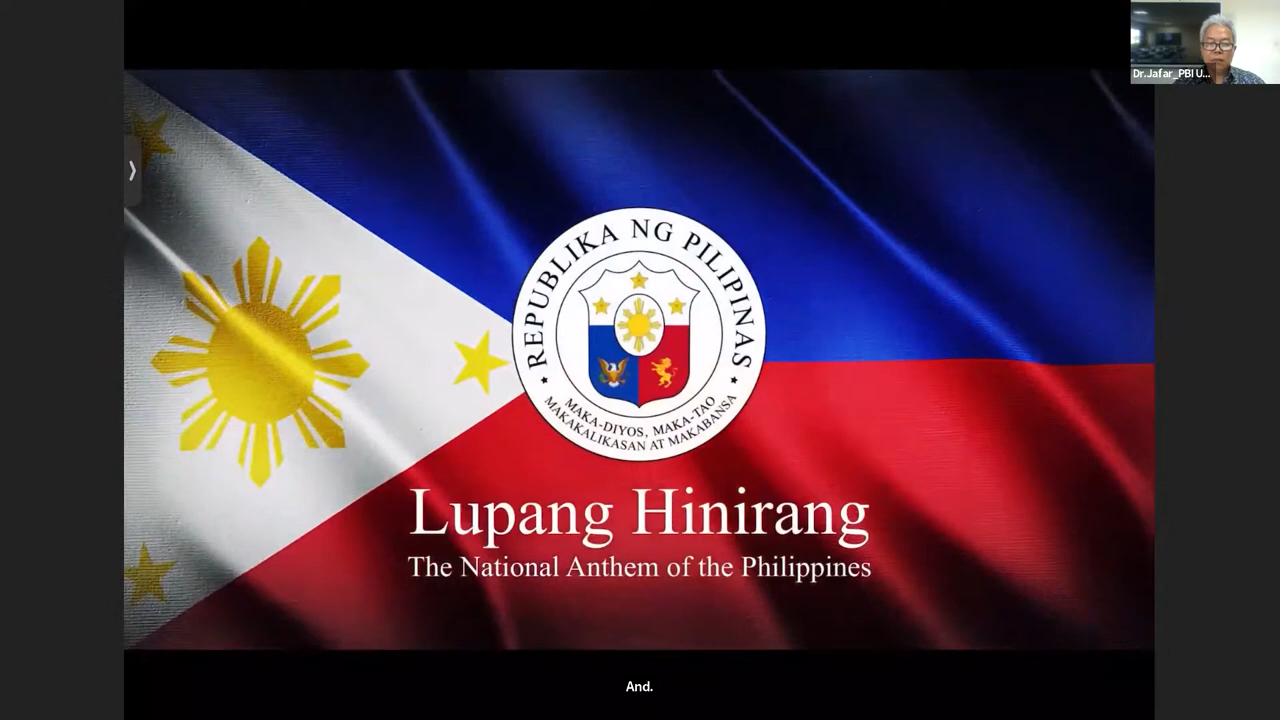 Dr.Jafar_PBI U...
REPUBLIKA NG PILIPINAS
MAKA-DIYOS, MAKA-TAO
MAKAKALIKASAN AT MAKABANSA
Lupang Hinirang
The National Anthem of the Philippines
And.